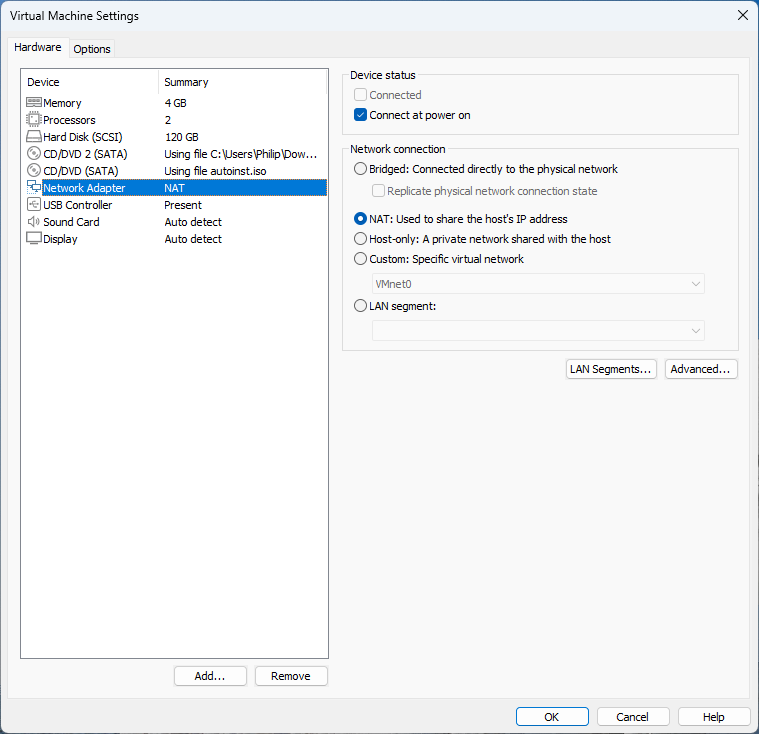 Virtual Machine Settings
Hardware
Options
Device Summary
Memory 4 GB
Processors 2
Hard Disk (SCSI) 120 GB
CD/DVD 2 (SATA) Using file C:\Users\Philip\Dow...
CD/DVD (SATA) Using file autoinst.iso
Network Adapter NAT
USB Controller Present
Sound Card Auto detect
Display Auto detect
Add...
Remove
Device status
Connected
Connect at power on
Network connection
Bridged: Connected directly to the physical network
Replicate physical network connection state
NAT: Used to share the host's IP address
Host-only: A private network shared with the host
Custom: Specific virtual network
VMnet0
LAN segment:
LAN Segments...
Advanced...
OK
Cancel
Help